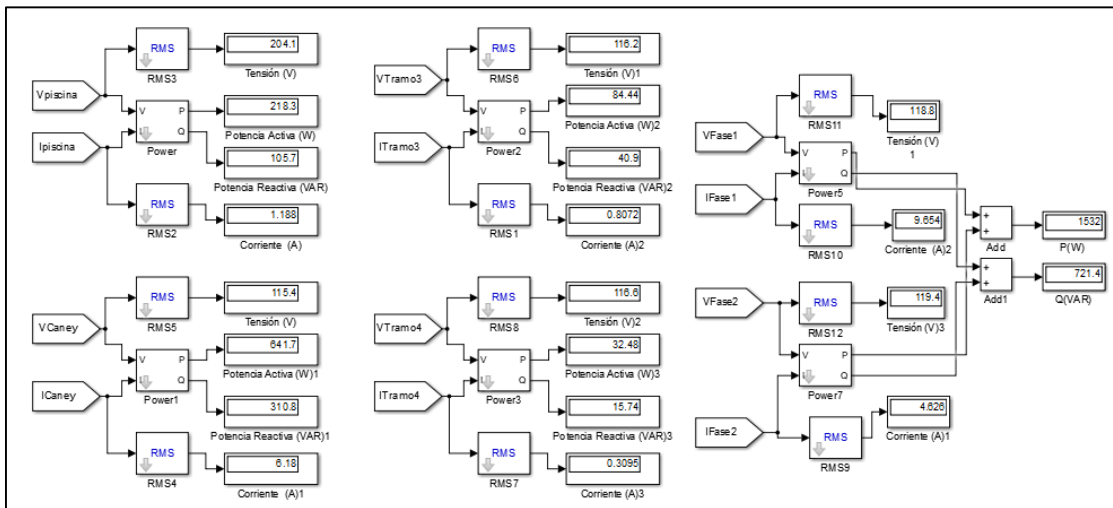 RMS
204.1
RMS3
Tensión (V)
Vpiscina
V
P
I
Q
218.3
Power
Potencia Activa (W)
Ipiscina
105.7
Potencia Reactiva (VAR)
RMS
1.188
RMS2
Corriente (A)
RMS
115.4
RMS5
Tensión (V)
VCaney
V
P
I
Q
641.7
Power1
Potencia Activa (W)1
ICaney
310.8
Potencia Reactiva (VAR)1
RMS
6.18
RMS4
Corriente (A)1
RMS
116.2
RMS6
Tensión (V)1
VTramo3
V
P
I
Q
84.44
Power2
Potencia Activa (W)2
ITramo3
40.9
Potencia Reactiva (VAR)2
RMS
0.8072
RMS1
Corriente (A)2
RMS
116.6
RMS8
Tensión (V)2
VTramo4
V
P
I
Q
32.48
Power3
Potencia Activa (W)3
ITramo4
15.74
Potencia Reactiva (VAR)3
RMS
0.3095
RMS7
Corriente (A)3
RMS
118.8
RMS11
Tensión (V)
1
VFase1
V
P
I
Q
Power5
IFase1
RMS
9.654
RMS10
Corriente (A)2
+
+
Add
1532
P(W)
+
+
Add1
721.4
Q(VAR)
VFase2
RMS
119.4
RMS12
Tensión (V)3
V
P
I
Q
Power7
IFase2
RMS
4.626
RMS9
Corriente (A)1